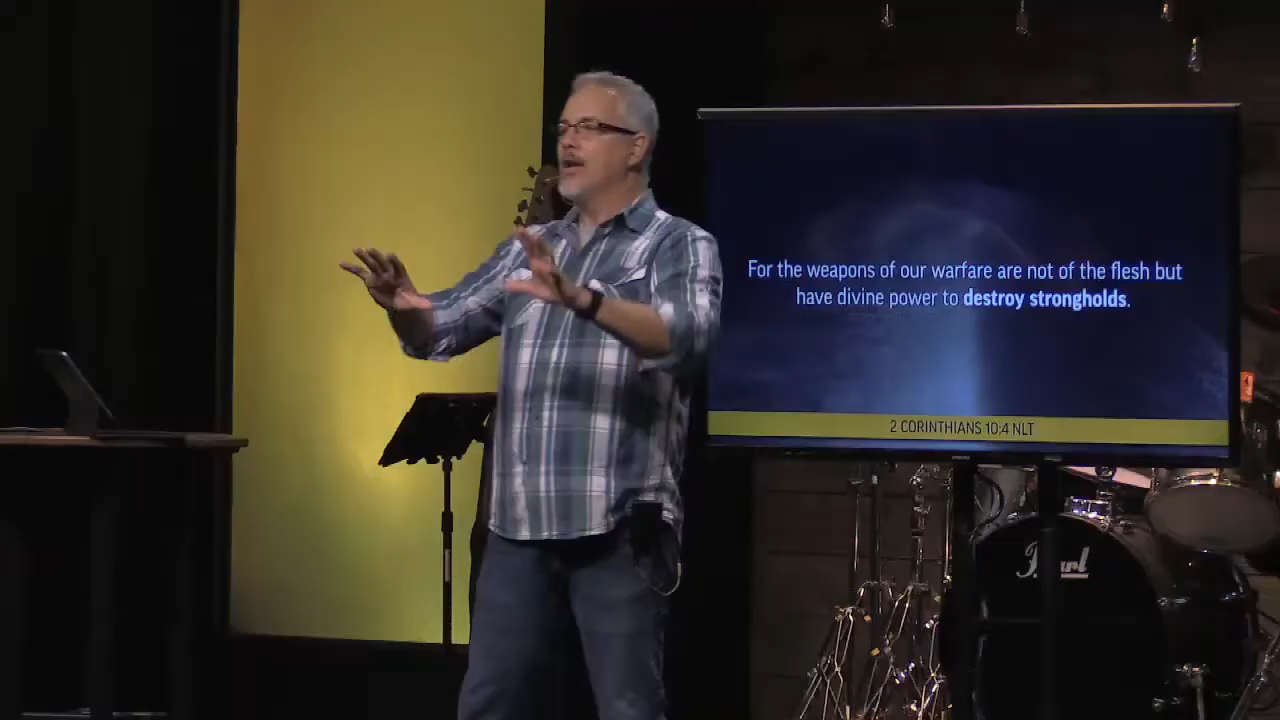 For the weapons of our warfare are not of the flesh but
have divine power to destroy strongholds.
2 CORINTHIANS 10:4 NLT
Pearl